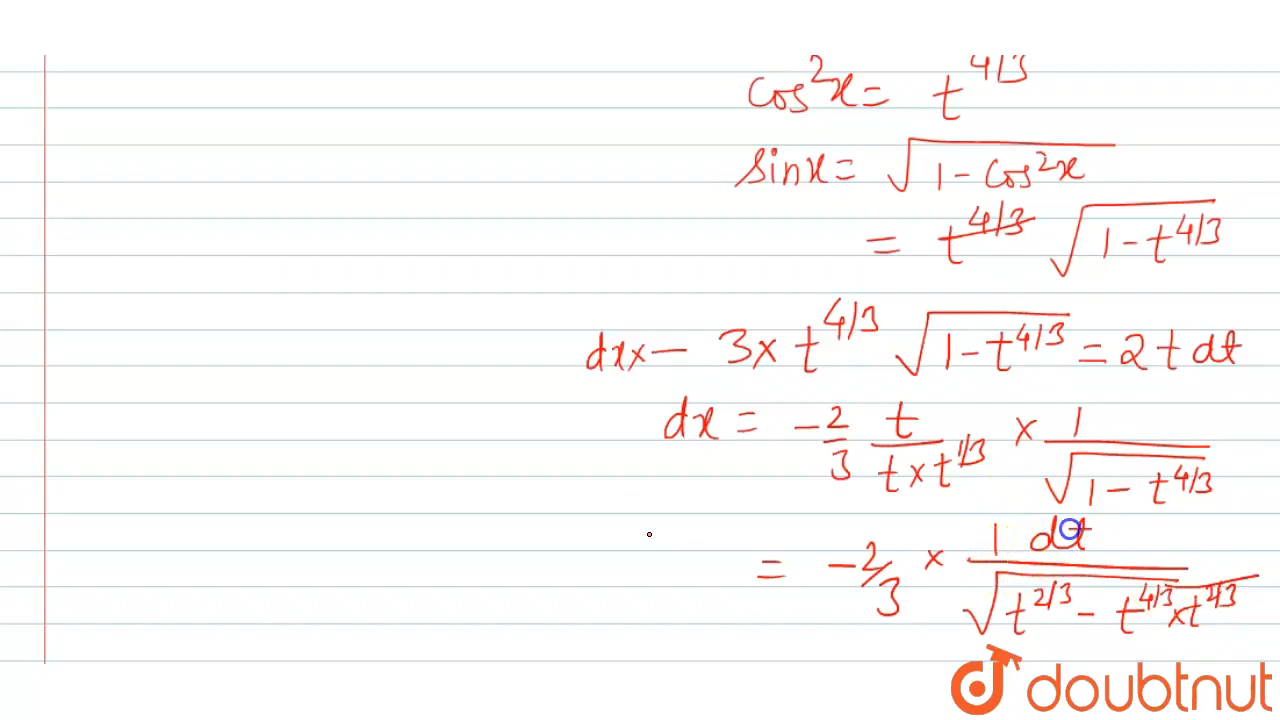 cos²x = t^4/3
sinx = √(1 - cos²x)
= t^4/3 √(1 - t^4/3)
dx x - 3 x t^4/3 √(1 - t^4/3) = 2 t dt
dx = -2/3 t/(t x t^1/3) x 1/√(1 - t^4/3)
= -2/3 x 1 dt/√(t^2/3 - t^4/3 x t^2/3)
doubtnut